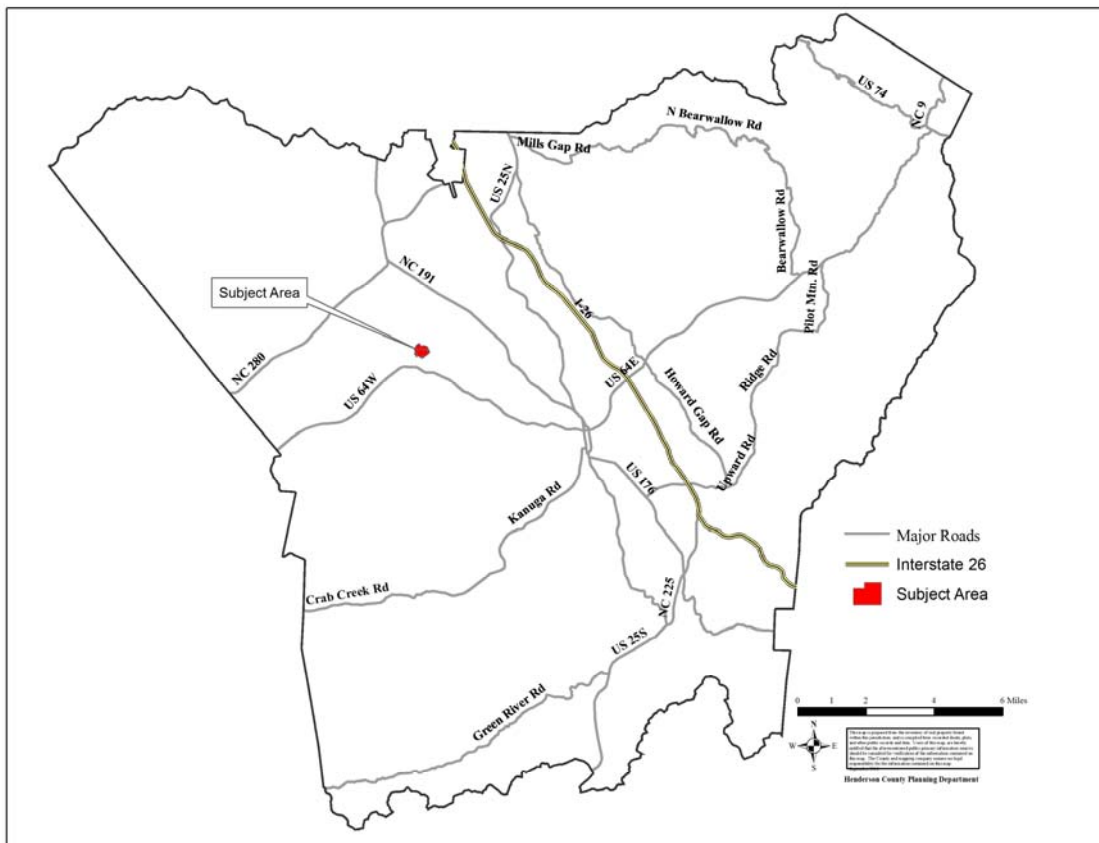 US 74
NC 9
N Bearwallow Rd
Mills Gap Rd
US 25N
Bearwallow Rd
NC 191
Subject Area
Pilot Mtn. Rd
I-26
NC 280
US 64W
US 64E
Ridge Rd
Howard Gap Rd
Upward Rd
US 176
Kanuga Rd
Major Roads
Interstate 26
Crab Creek Rd
Subject Area
NC 225
US 25S
Green River Rd
0 2 4 6 Miles
N
W E
S
Henderson County Planning Department